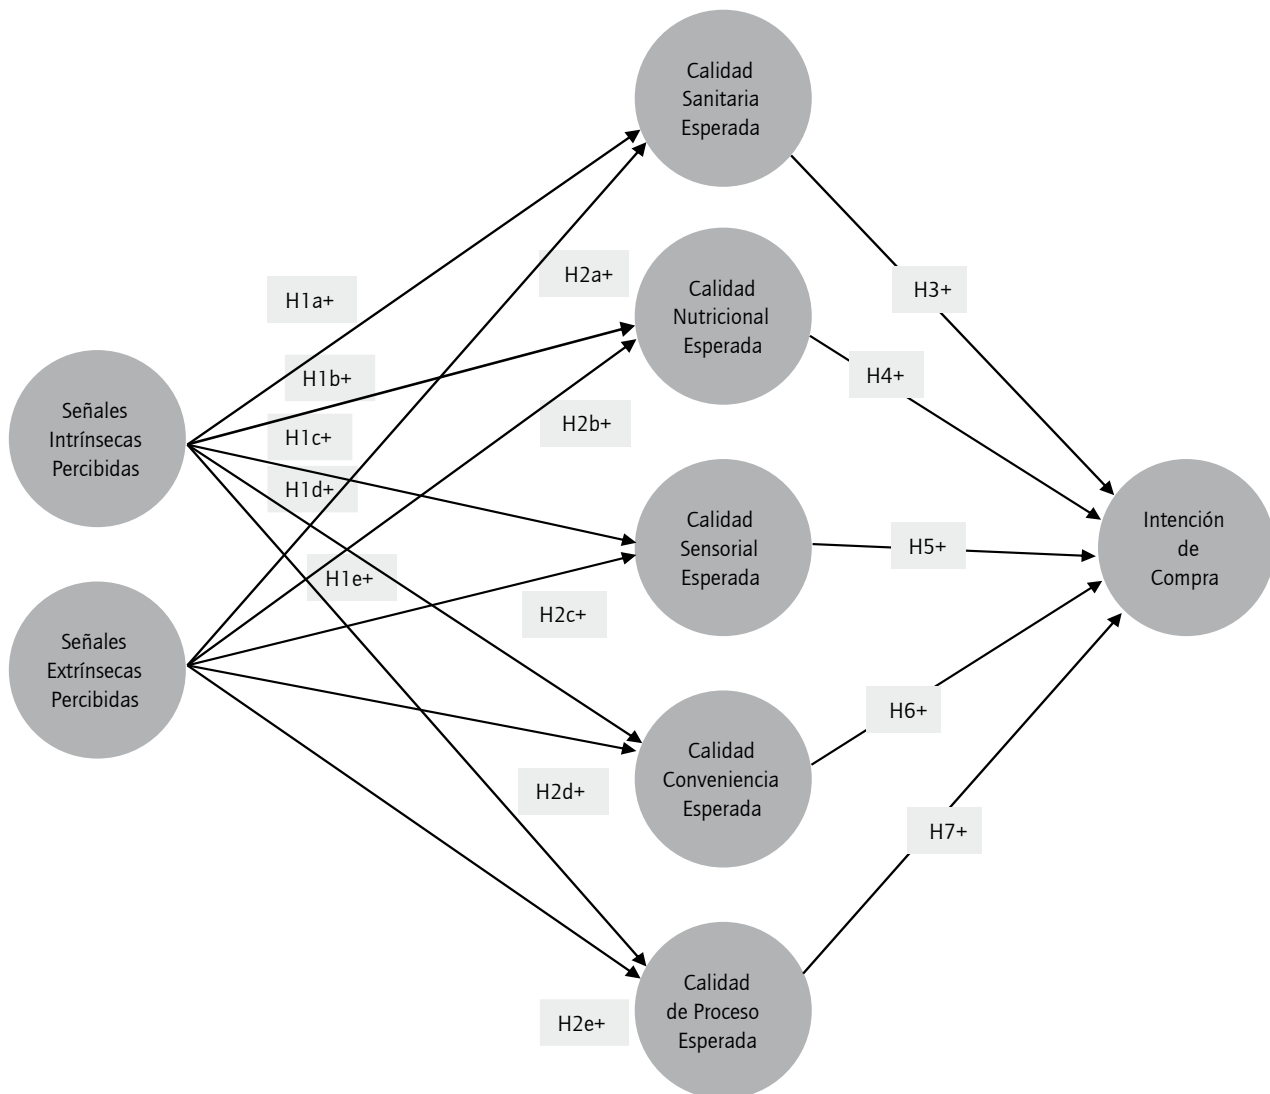 Calidad
Sanitaria
Esperada
H2a+
H1a+
H3+
Calidad
Nutricional
Esperada
H1b+
H4+
H2b+
Señales
Intrínsecas
Percibidas
H1c+
H1d+
Calidad
Sensorial
Esperada
H5+
Intención
de
Compra
H1e+
H2c+
Señales
Extrínsecas
Percibidas
H6+
Calidad
Conveniencia
Esperada
H2d+
H7+
Calidad
de Proceso
Esperada
H2e+